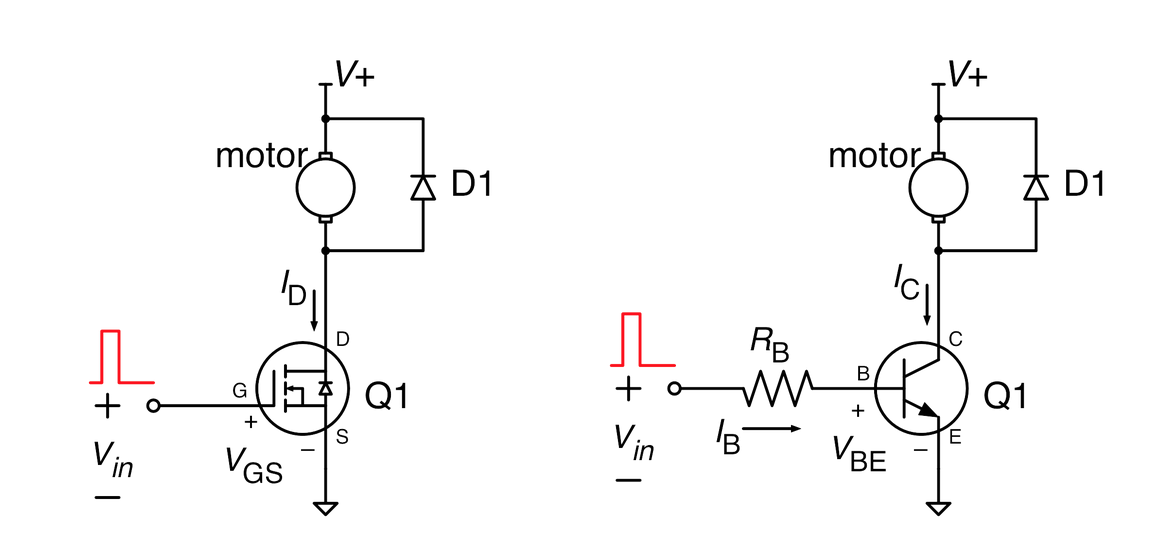 V+
motor
D1
ID
D
G
Q1
+
+
S
Vin
VGS
−
−
V+
motor
D1
IC
RB
C
B
Q1
+
+
IB
E
Vin
VBE
−
−